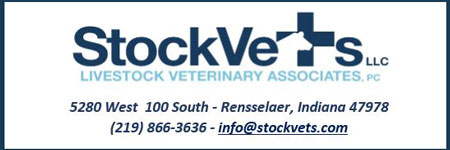 StockVets LLC
LIVESTOCK VETERINARY ASSOCIATES, PC
5280 West 100 South - Rensselaer, Indiana 47978
(219) 866-3636 - info@stockvets.com